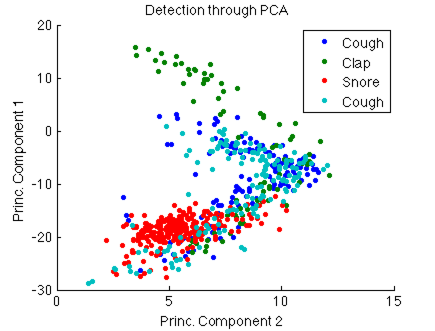 Detection through PCA
Princ. Component 1
20
10
0
−10
−20
−30
Cough
Clap
Snore
Cough
0
5
10
15
Princ. Component 2